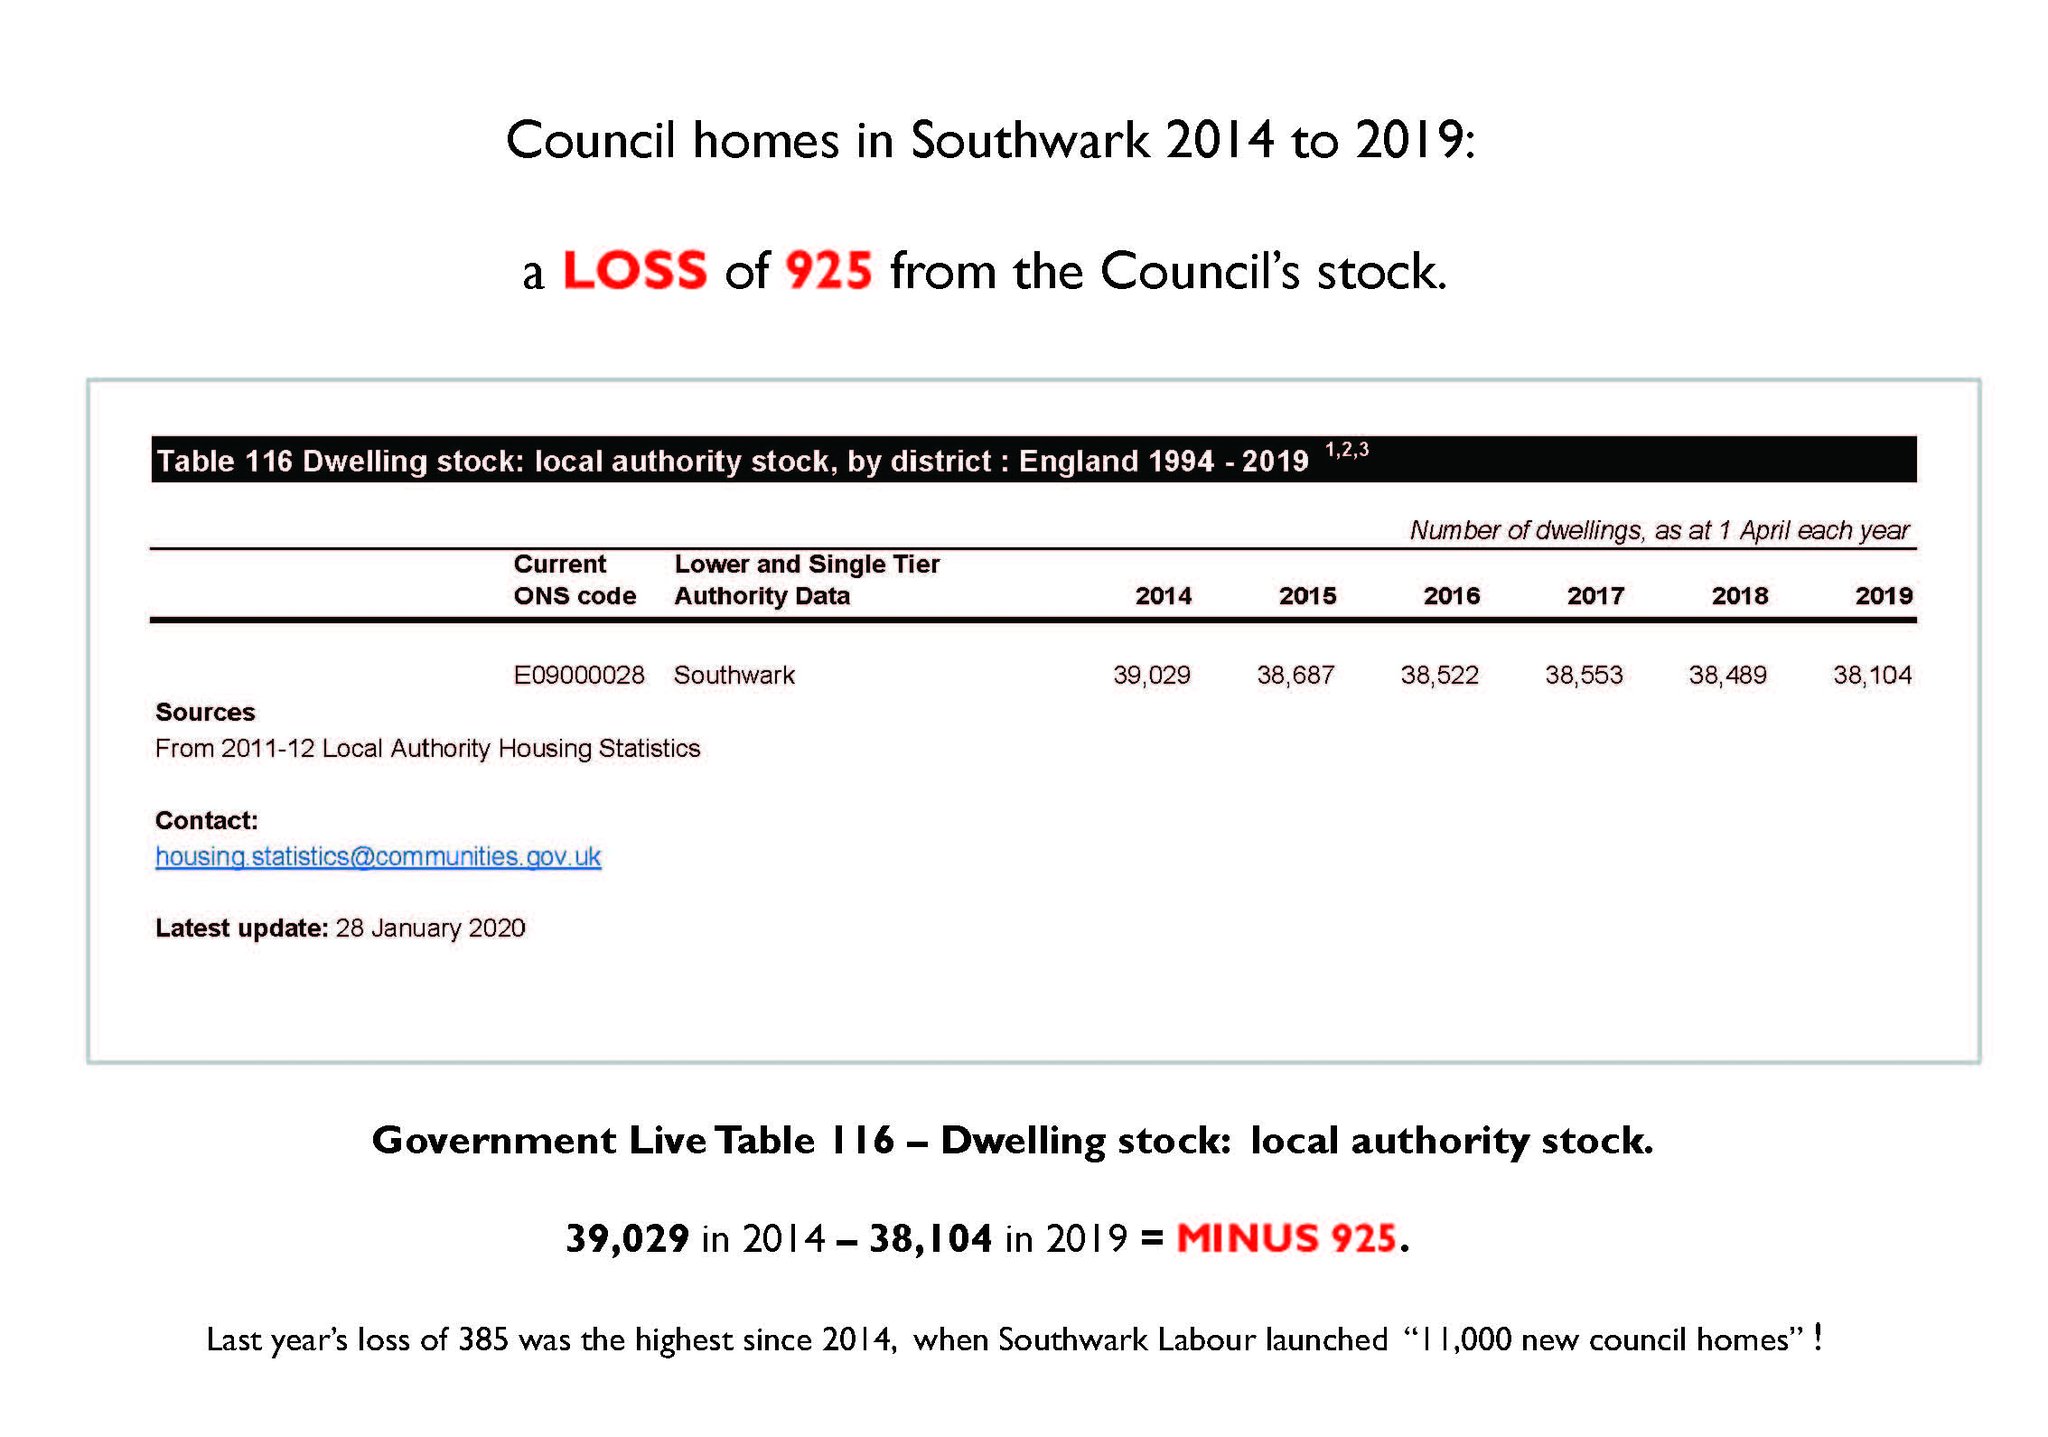 Council homes in Southwark 2014 to 2019:
a LOSS of 925 from the Council’s stock.
Table 116 Dwelling stock: local authority stock, by district : England 1994 - 2019 1,2,3
Number of dwellings, as at 1 April each year
Current Lower and Single Tier
ONS code Authority Data 2014 2015 2016 2017 2018 2019
E09000028 Southwark 39,029 38,687 38,522 38,553 38,489 38,104
Sources
From 2011-12 Local Authority Housing Statistics
Contact:
housing.statistics@communities.gov.uk
Latest update: 28 January 2020
Government Live Table 116 – Dwelling stock: local authority stock.
39,029 in 2014 – 38,104 in 2019 = MINUS 925.
Last year’s loss of 385 was the highest since 2014, when Southwark Labour launched “11,000 new council homes” !